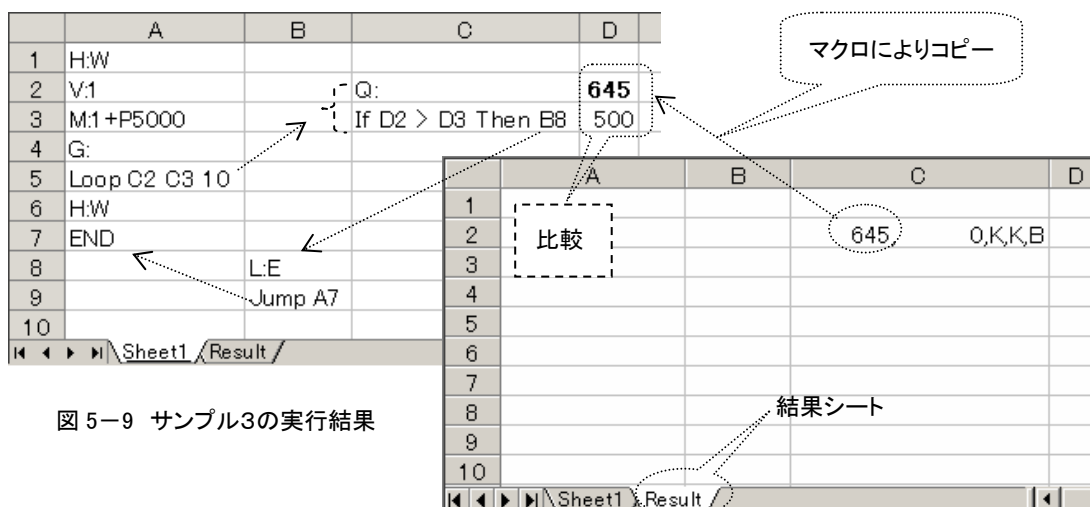 A B C D
1 H:W
2 V:1 Q: 645
3 M:1+P5000 If D2 > D3 Then B8 500
4 G:
5 Loop C2 C3 10
6 H:W
7 END
8 L:E
9 Jump A7
10
Sheet1 Result
マクロによりコピー
A B C D
1
2 645, 0,K,K,B
3
4
5
6
7
8
9
10
比較
結果シート
Sheet1 Result
図 5－9 サンプル3の実行結果